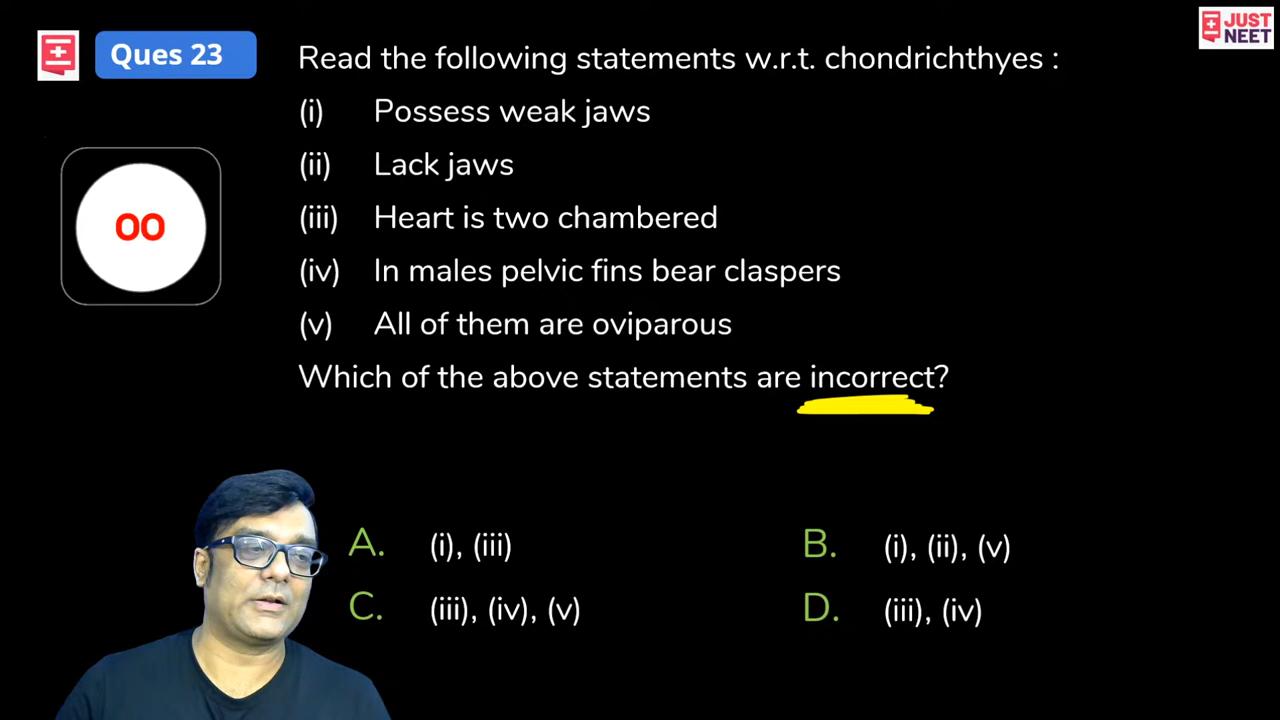 JUST
NEET
Ques 23
Read the following statements w.r.t. chondrichthyes :
(i) Possess weak jaws
(ii) Lack jaws
(iii) Heart is two chambered
(iv) In males pelvic fins bear claspers
(v) All of them are oviparous
Which of the above statements are incorrect?
00
A. (i), (iii)
B. (i), (ii), (v)
C. (iii), (iv), (v)
D. (iii), (iv)